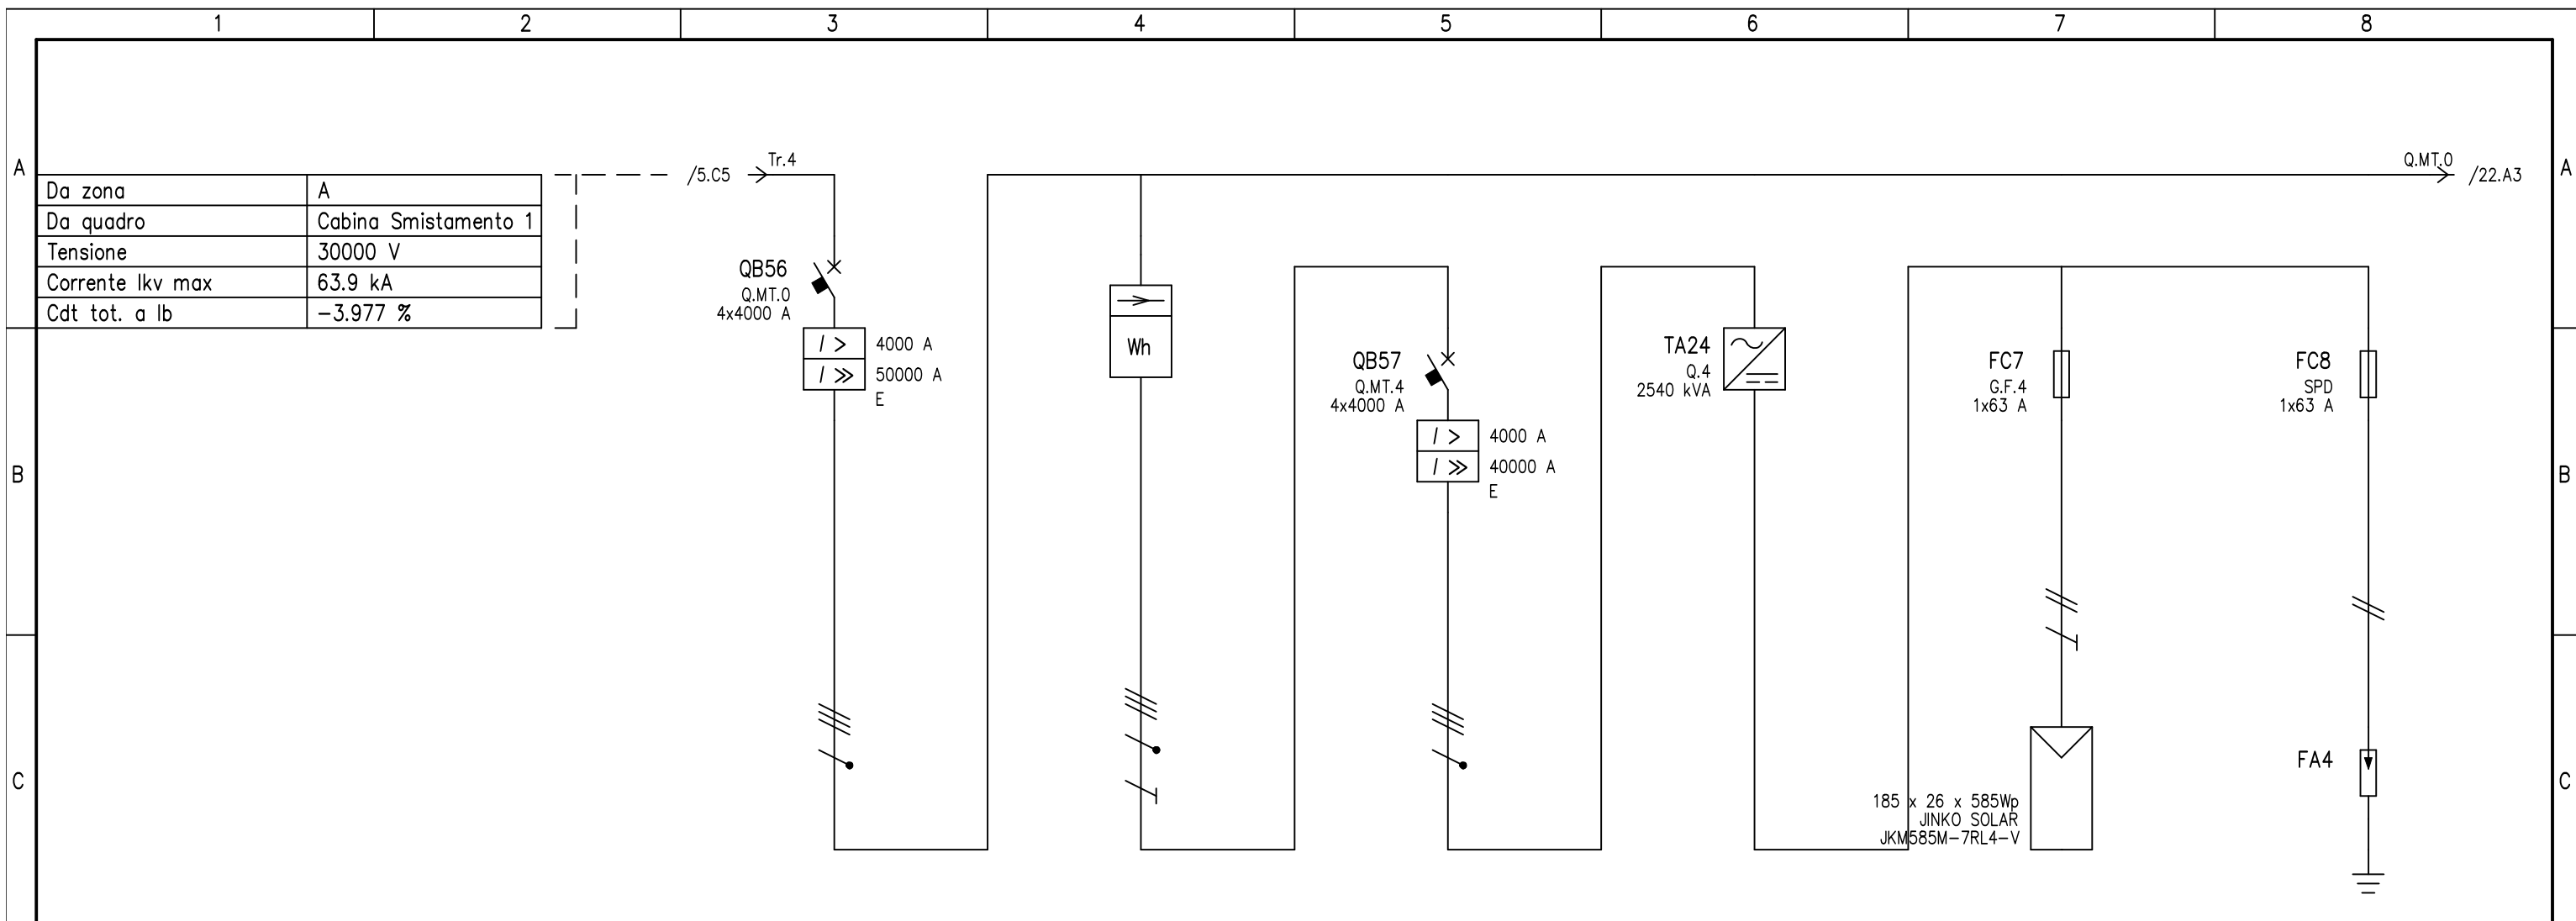 1 2 3 4 5 6 7 8
A A
Tr.4
/5.C5
Q.MT.0
/22.A3
Da zona A
Da quadro Cabina Smistamento 1
Tensione 30000 V
Corrente Ikv max 63.9 kA
Cdt tot. a Ib -3.977 %
QB56
Q.MT.0
4x4000 A
I > 4000 A
I >> 50000 A
E
Wh
QB57
Q.MT.4
4x4000 A
I > 4000 A
I >> 40000 A
E
TA24
Q.4
2540 kVA
FC7
G.F.4
1x63 A
FC8
SPD
1x63 A
B B
185 x 26 x 585Wp
JINKO SOLAR
JKM585M-7RL4-V
FA4
C C